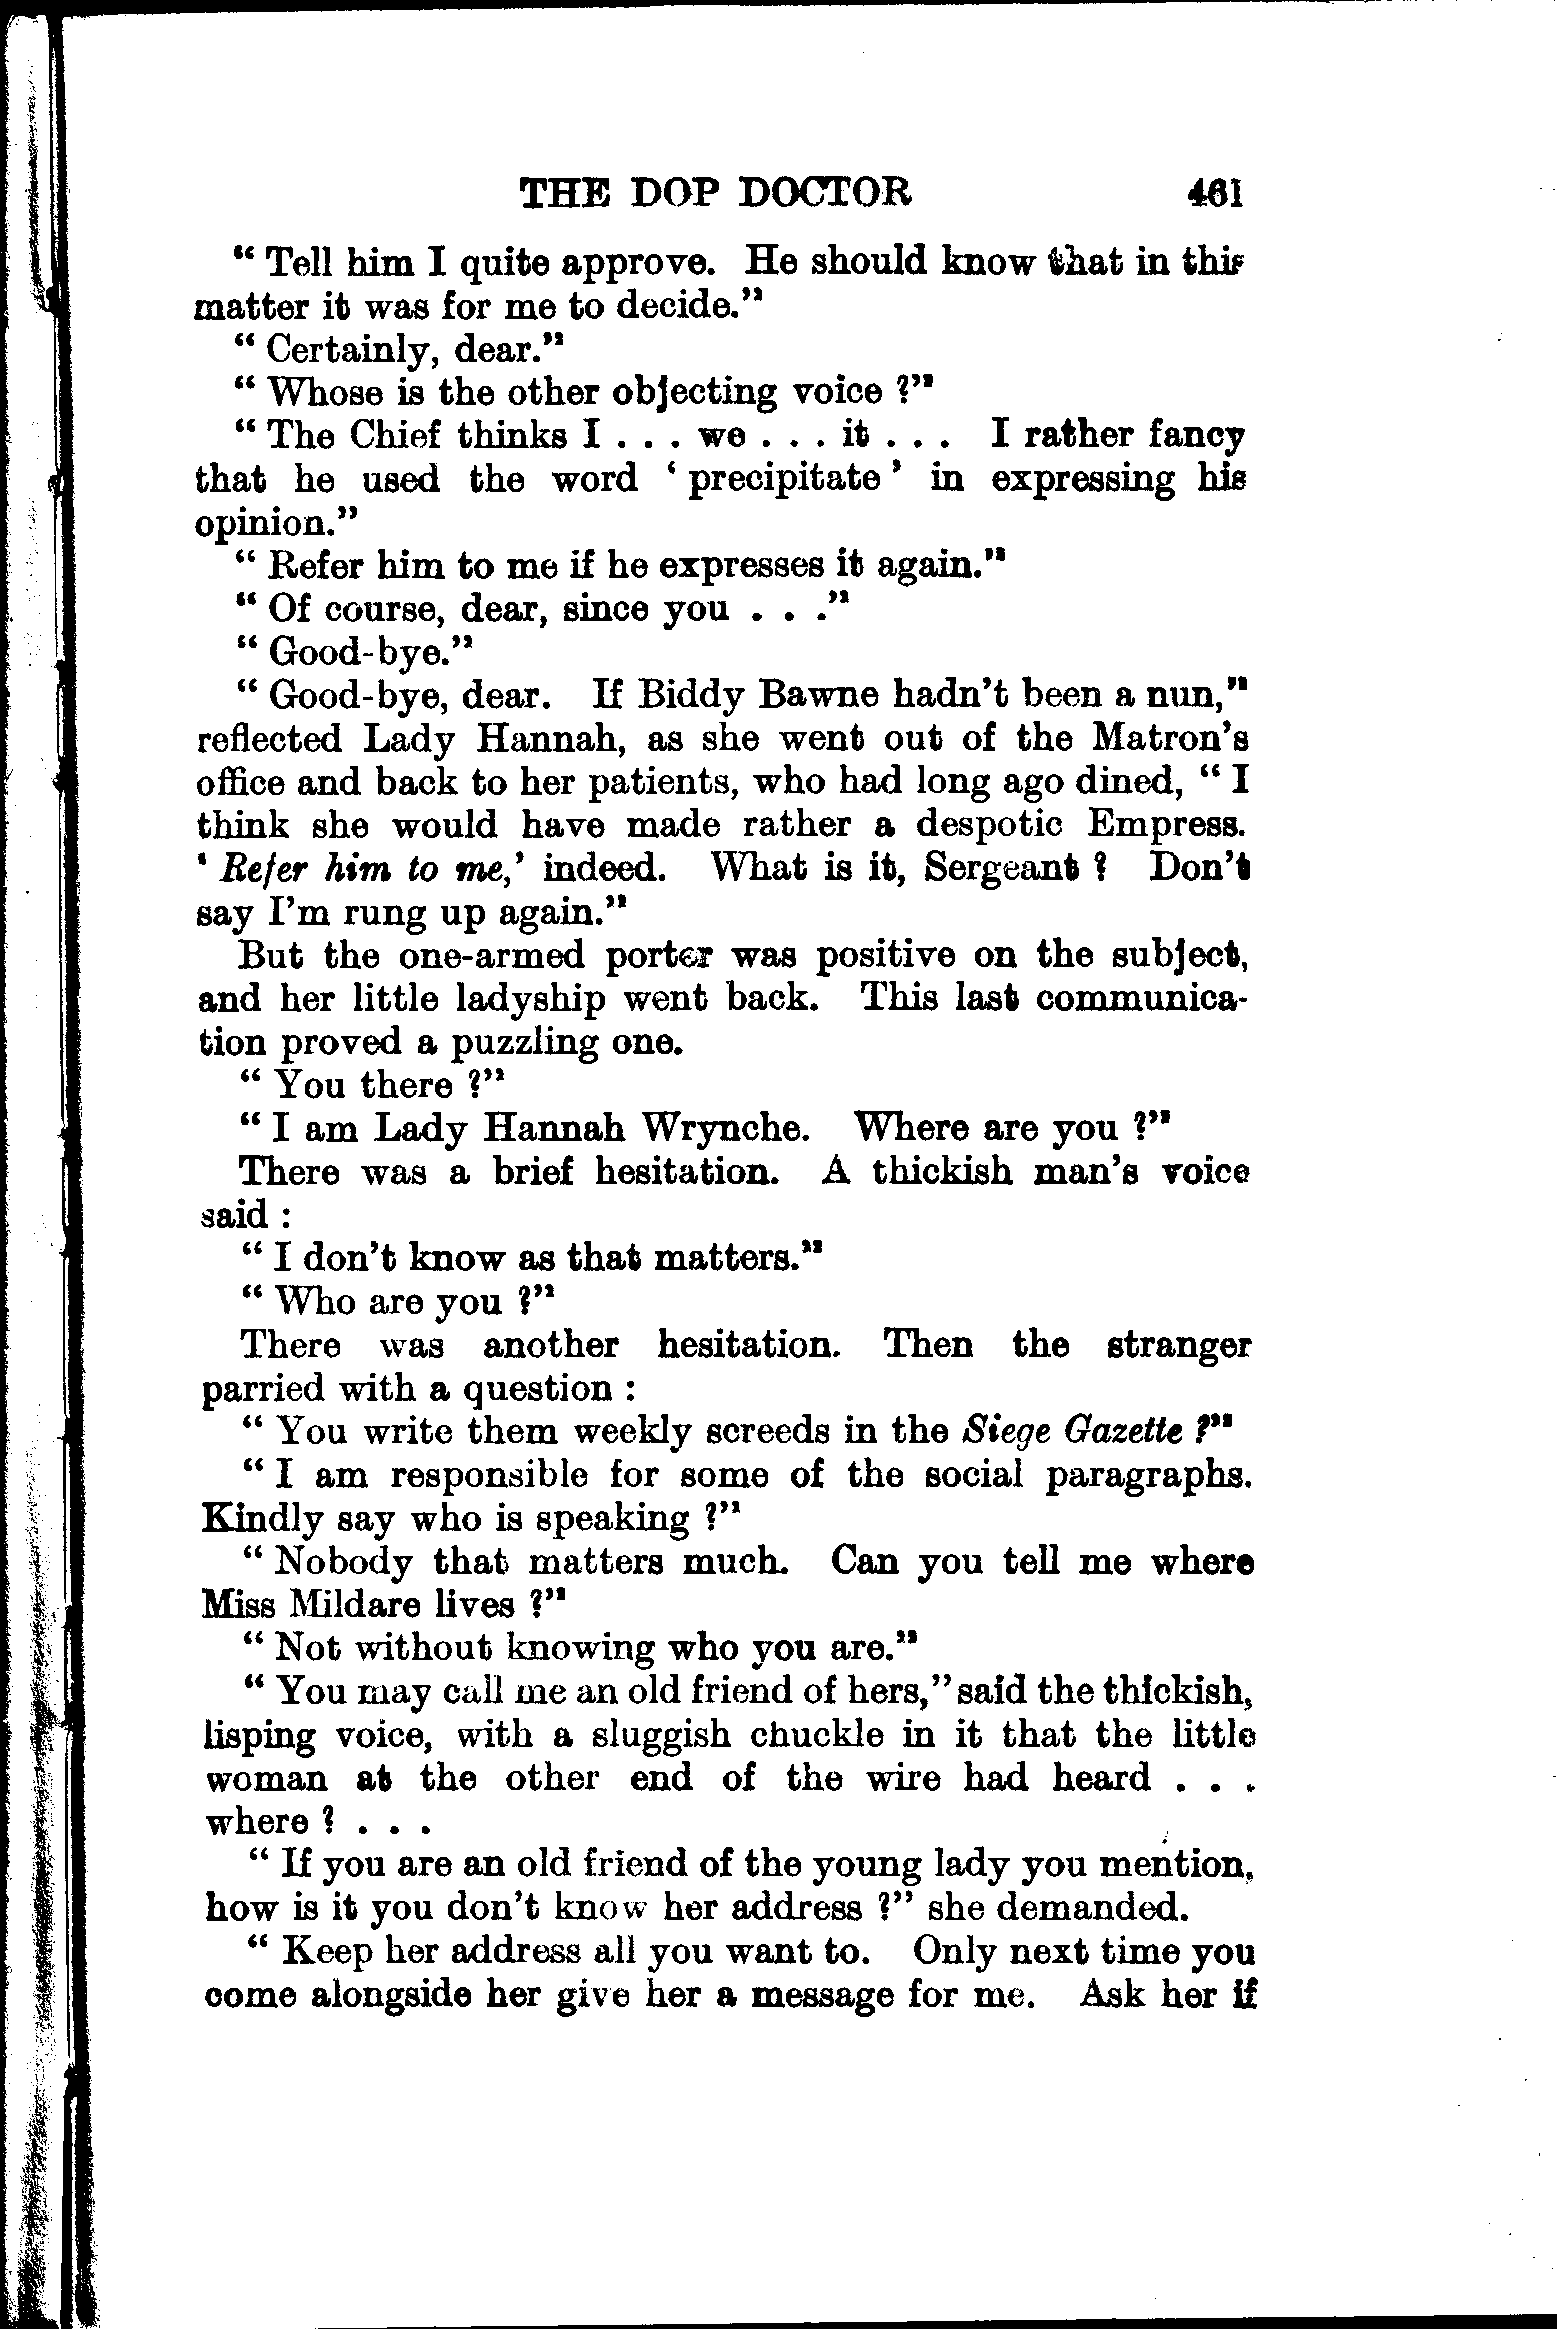 THE DOP DOCTOR 461
“ Tell him I quite approve. He should know that in this
matter it was for me to decide.”
“ Certainly, dear.”
“ Whose is the other objecting voice ?”
“ The Chief thinks I . . . we . . . it . . . I rather fancy
that he used the word ‘ precipitate ’ in expressing his
opinion.”
“ Refer him to me if he expresses it again.”
“ Of course, dear, since you . . .”
“ Good-bye.”
“ Good-bye, dear. If Biddy Bawne hadn’t been a nun,”
reflected Lady Hannah, as she went out of the Matron’s
office and back to her patients, who had long ago dined, “ I
think she would have made rather a despotic Empress.
‘ Refer him to me,’ indeed. What is it, Sergeant ? Don’t
say I’m rung up again.”
But the one-armed porter was positive on the subject,
and her little ladyship went back. This last communica-
tion proved a puzzling one.
“ You there ?”
“ I am Lady Hannah Wrynche. Where are you ?”
There was a brief hesitation. A thickish man’s voice
said :
“ I don’t know as that matters.”
“ Who are you ?”
There was another hesitation. Then the stranger
parried with a question :
“ You write them weekly screeds in the Siege Gazette ?”
“ I am responsible for some of the social paragraphs.
Kindly say who is speaking ?”
“ Nobody that matters much. Can you tell me where
Miss Mildare lives ?”
“ Not without knowing who you are.”
“ You may call me an old friend of hers,” said the thickish,
lisping voice, with a sluggish chuckle in it that the little
woman at the other end of the wire had heard . . .
where ? . . .
“ If you are an old friend of the young lady you mention,
how is it you don’t know her address ?” she demanded.
“ Keep her address all you want to. Only next time you
come alongside her give her a message for me. Ask her if